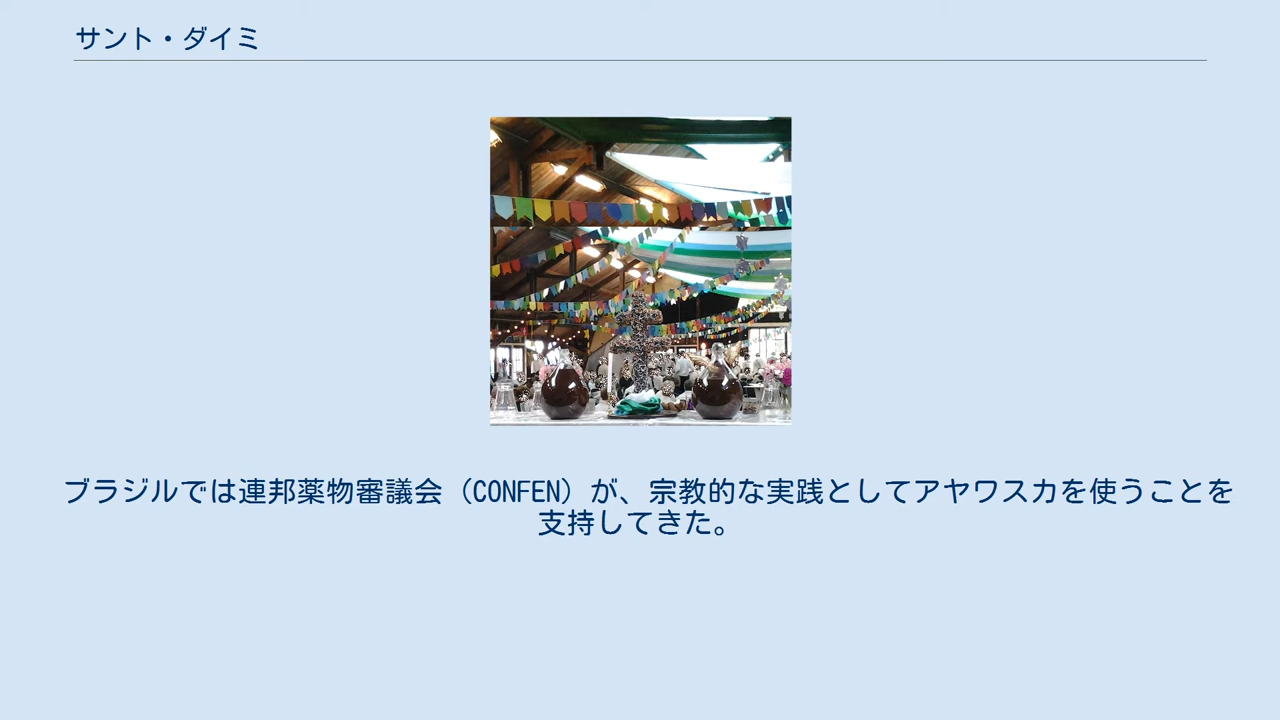 サント・ダイミ
ブラジルでは連邦薬物審議会（CONFEN）が、宗教的な実践としてアヤワスカを使うことを
支持してきた。